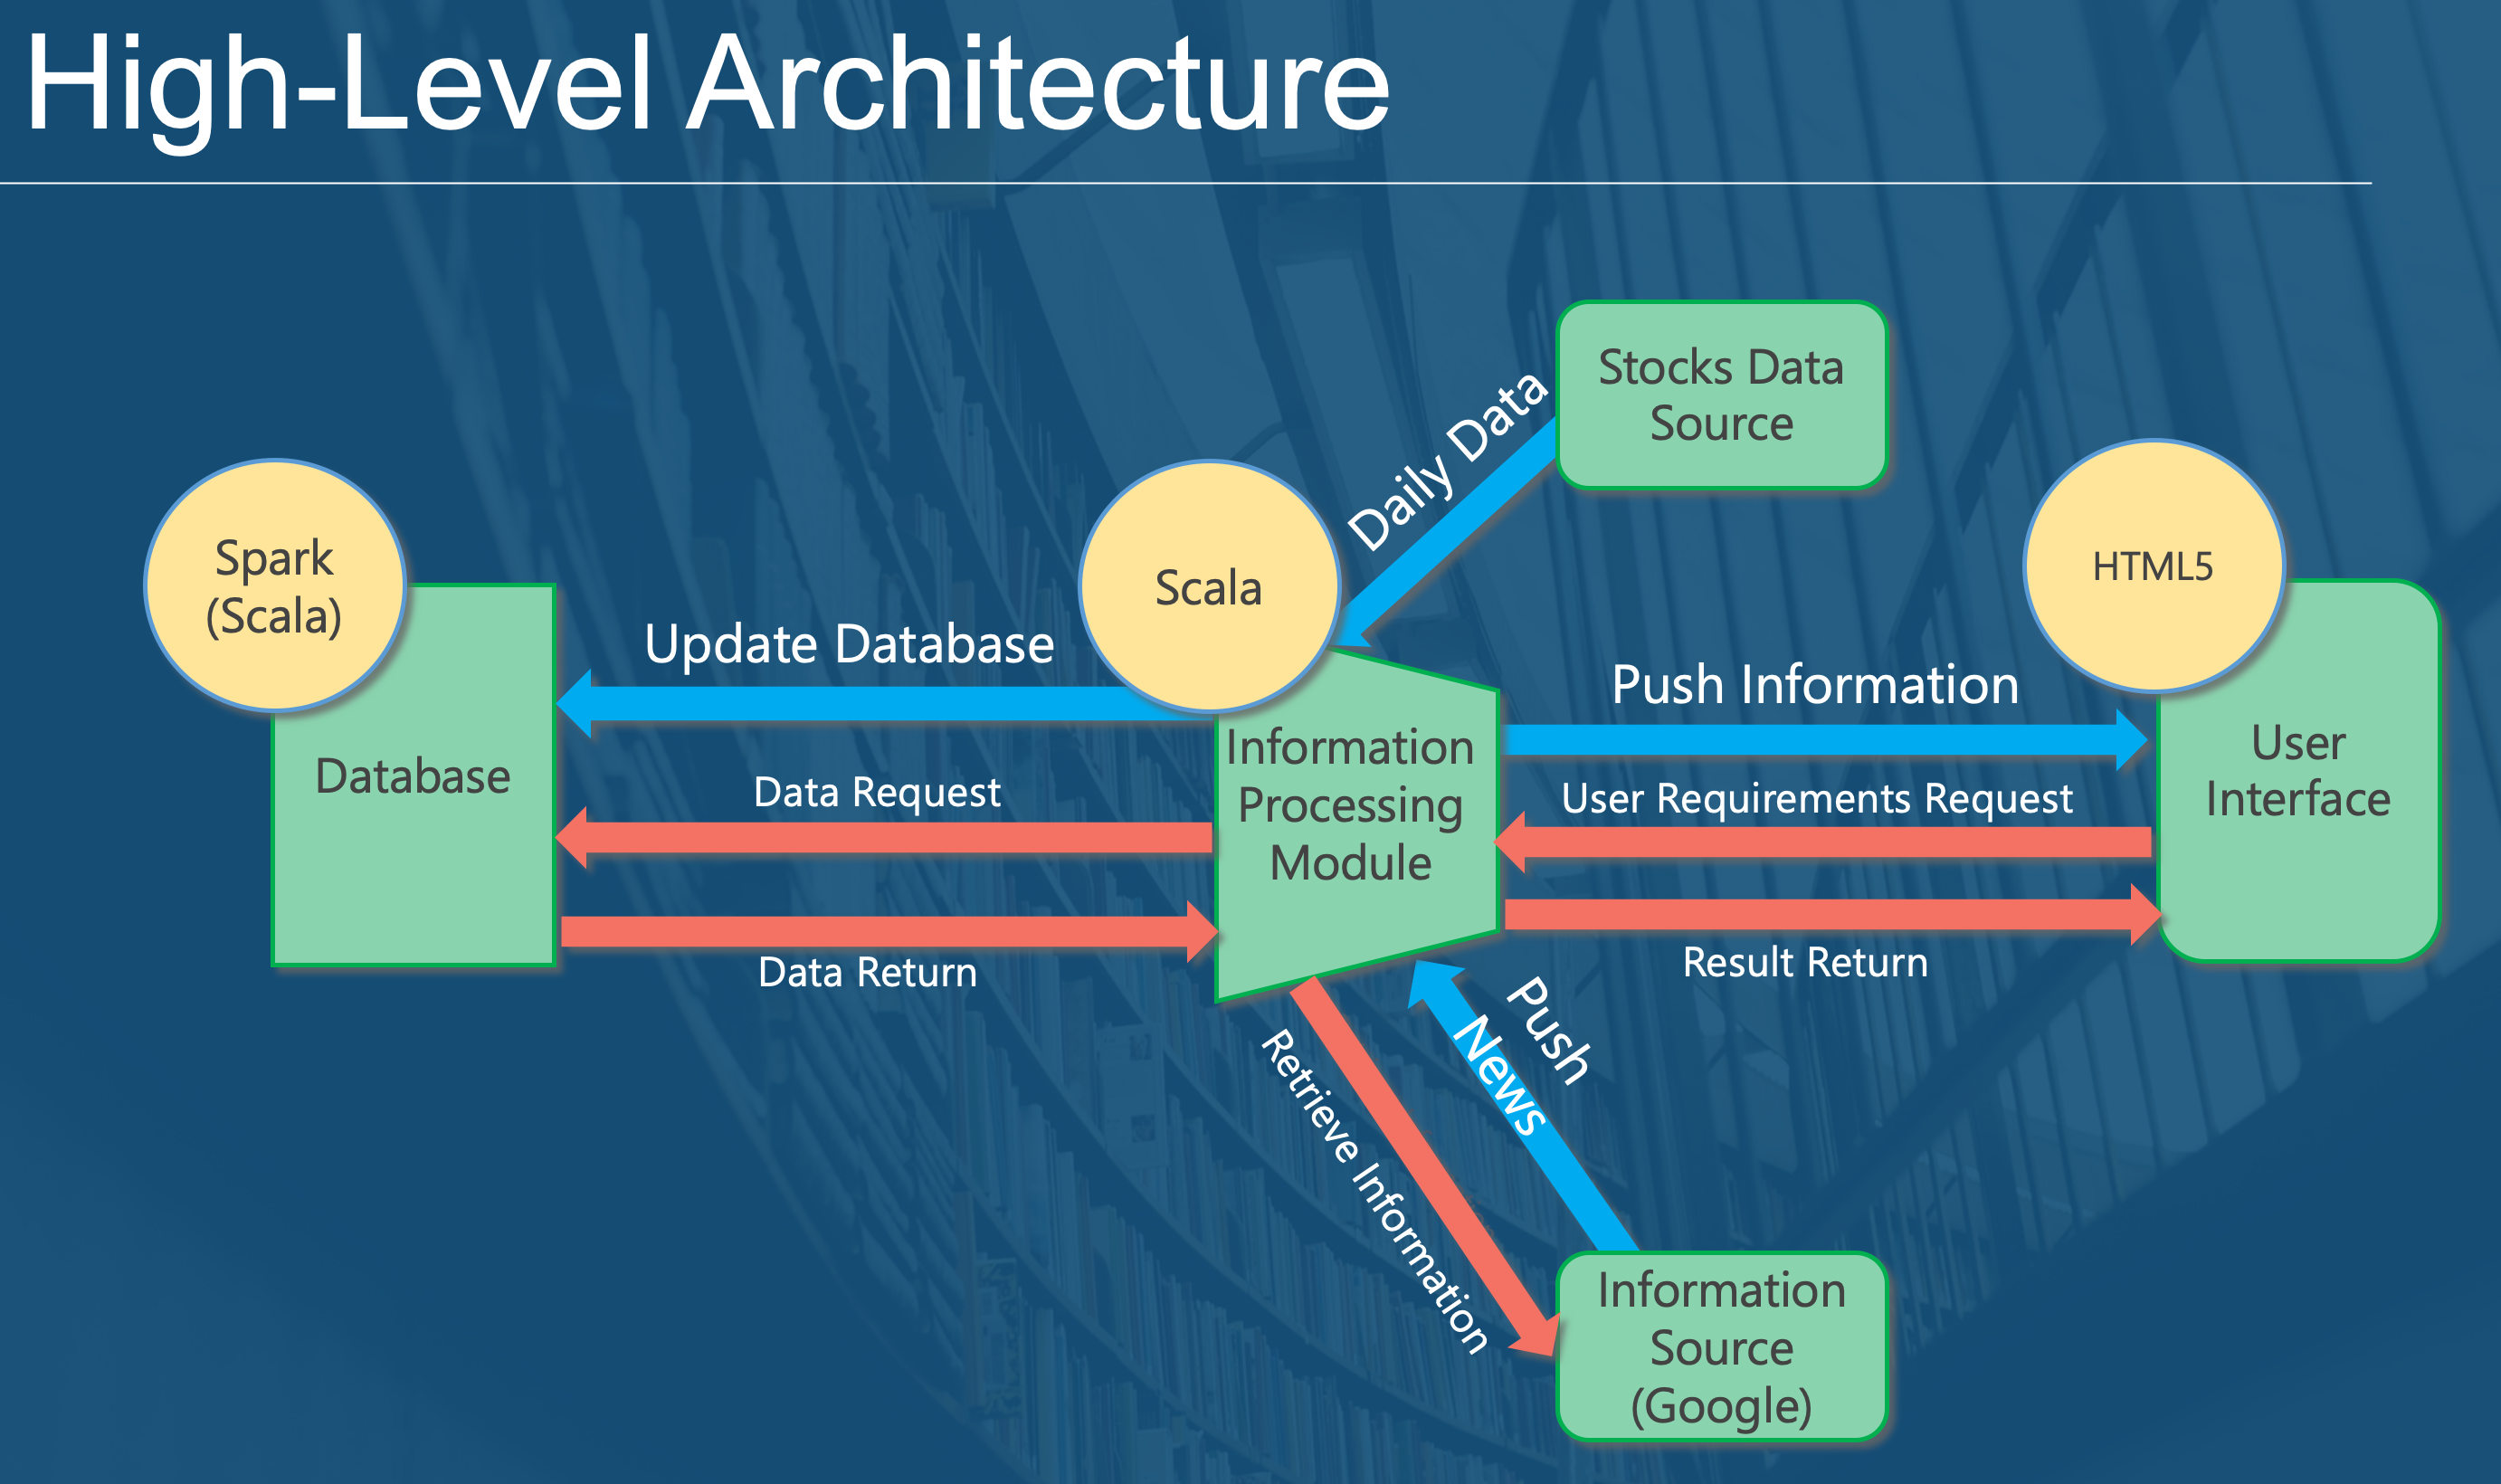 High-Level Architecture
Stocks Data
Source
Daily Data
Spark
(Scala)
Scala
HTML5
Update Database
Push Information
Database
Information
Processing
Module
User
Interface
Data Request
User Requirements Request
Data Return
Result Return
Push
News
Retrieve Information
Information
Source
(Google)